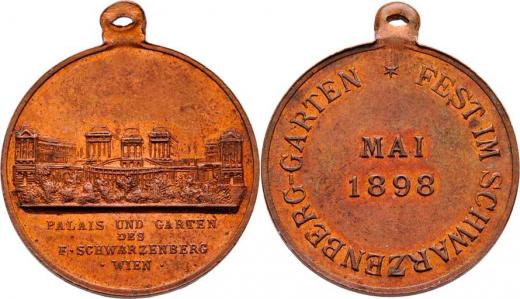 PALAIS UND GARTEN
DES
F·SCHWARZENBERG
·WIEN·
* FEST·IM SCHWARZENBERG-GARTEN
MAI
1898